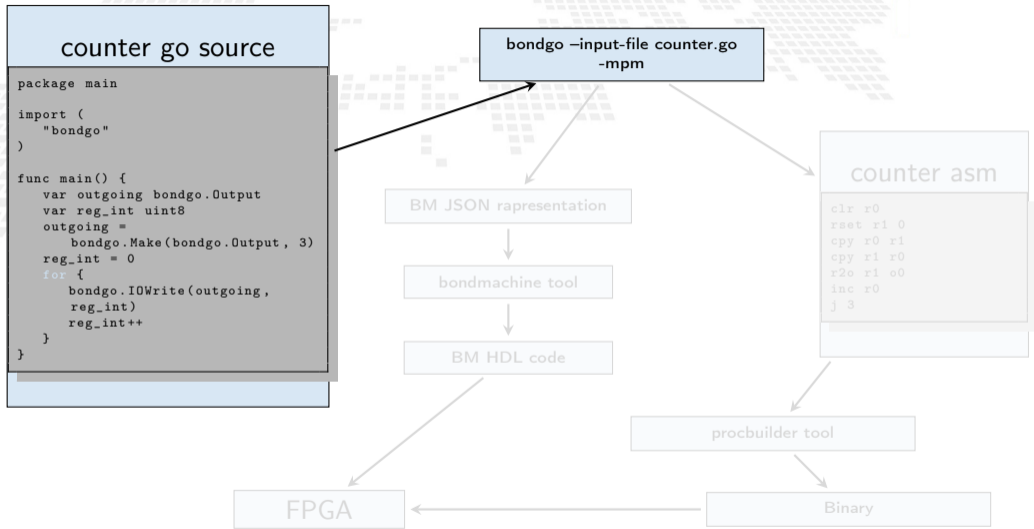 counter go source
package main
import (
"bondgo"
)
func main() {
var outgoing bondgo.Output
var reg_int uint8
outgoing =
bondgo.Make(bondgo.Output, 3)
reg_int = 0
for {
bondgo.IOWrite(outgoing,
reg_int)
reg_int++
}
}
bondgo –input-file counter.go
-mpm
BM JSON rapresentation
bondmachine tool
BM HDL code
FPGA
counter asm
clr r0
rset r1 0
cpy r0 r1
cpy r1 r0
r2o r1 o0
inc r0
j 3
procbuilder tool
Binary